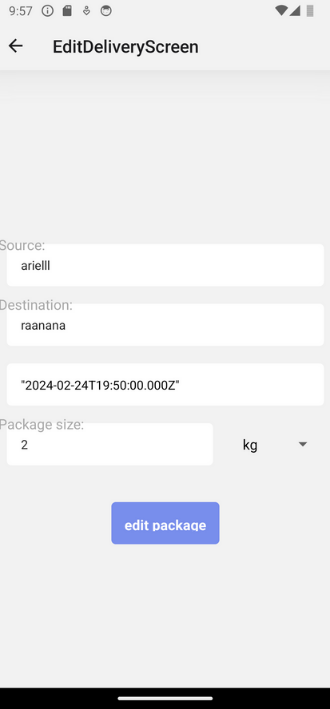 9:57
EditDeliveryScreen
Source:
arielll
Destination:
raanana
"2024-02-24T19:50:00.000Z"
Package size:
2
kg
edit package